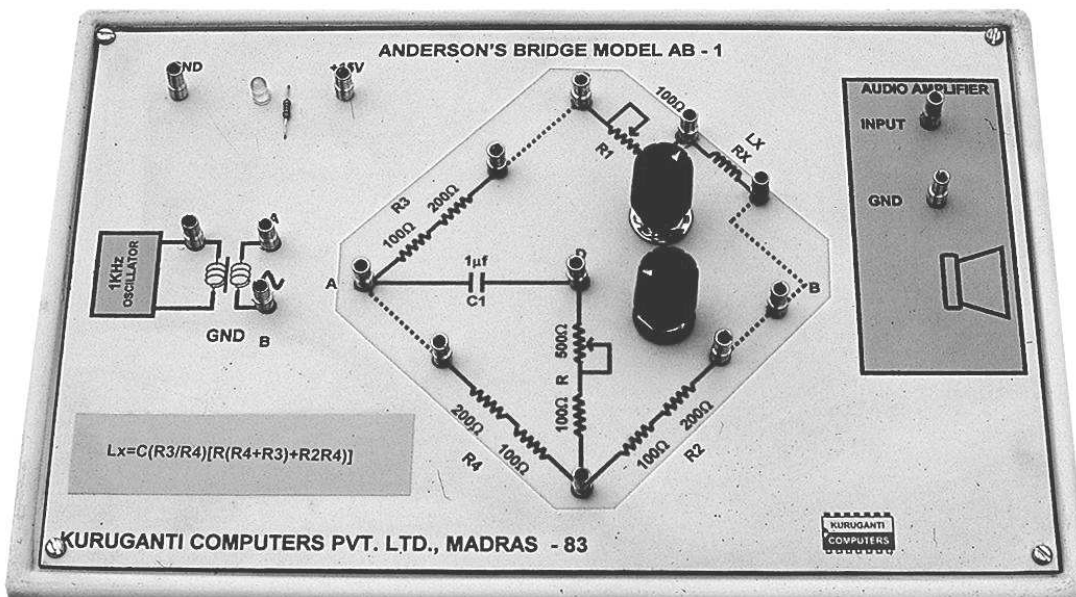 ANDERSON'S BRIDGE MODEL AB - 1
GND
+15V
AUDIO AMPLIFIER
INPUT
GND
100Ω
R1
LX
RX
R3
200Ω
100Ω
1KHz
OSCILLATOR
A
B
GND
A
1µf
C1
D
B
500Ω
R
100Ω
200Ω
100Ω
R4
200Ω
100Ω
R2
Lx=C(R3/R4)[R(R4+R3)+R2R4)]
KURUGANTI COMPUTERS PVT. LTD., MADRAS - 83
KURUGANTI
COMPUTERS